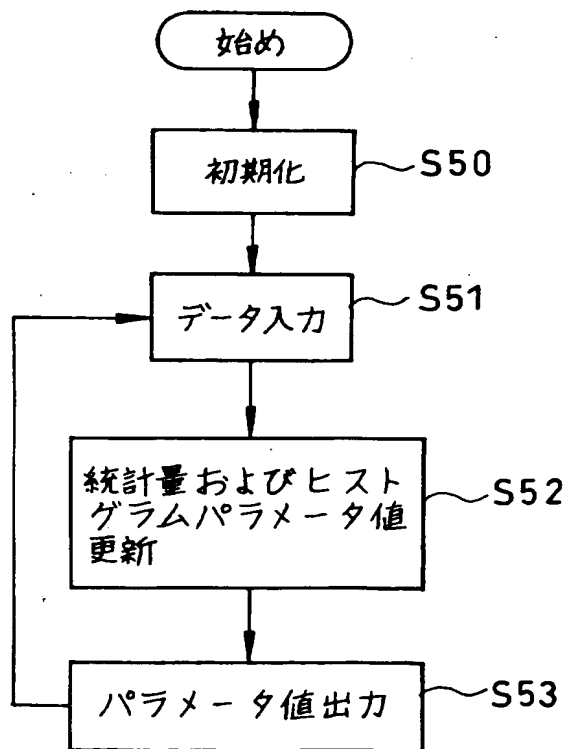 始め
初期化
S50
データ入力
S51
統計量およびヒスト
グラムパラメータ値
更新
S52
パラメータ値出力
S53